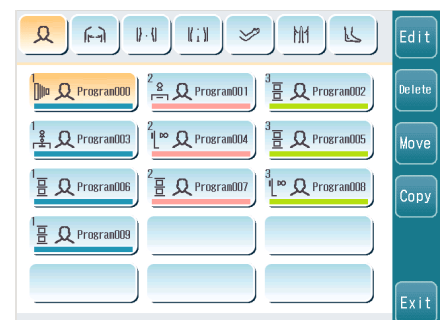 Edit
1 Program000
2 Program001
3 Program002
Delete
1 Program003
2 Program004
3 Program005
Move
1 Program006
2 Program007
3 Program008
Copy
1 Program009
Exit